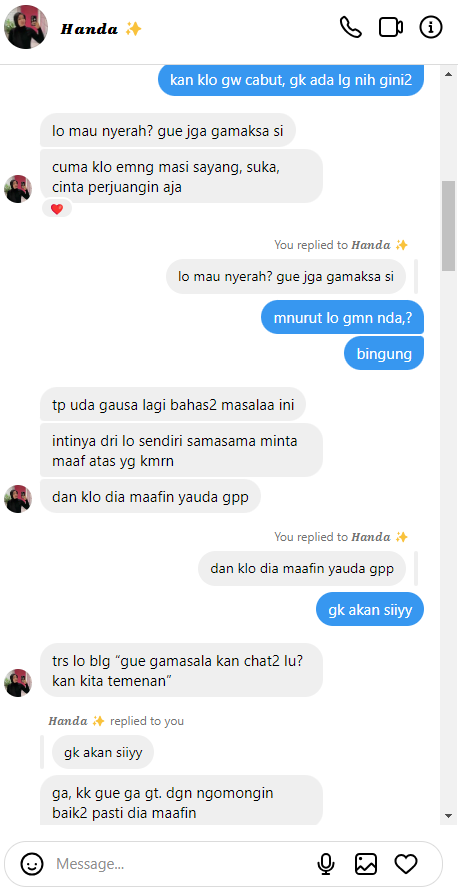 Handa ✨
kan klo gw cabut, gk ada lg nih gini2
lo mau nyerah? gue jga gamaksa si
cuma klo emng masi sayang, suka,
cinta perjuangin aja
You replied to Handa ✨
lo mau nyerah? gue jga gamaksa si
mnurut lo gmn nda,?
bingung
tp uda gausa lagi bahas2 masalaa ini
intinya dri lo sendiri samasama minta
maaf atas yg kmrn
dan klo dia maafin yauda gpp
You replied to Handa ✨
dan klo dia maafin yauda gpp
gk akan siiyy
trs lo blg “gue gamasala kan chat2 lu?
kan kita temenan”
Handa ✨ replied to you
gk akan siiyy
ga, kk gue ga gt. dgn ngomongin
baik2 pasti dia maafin
Message...